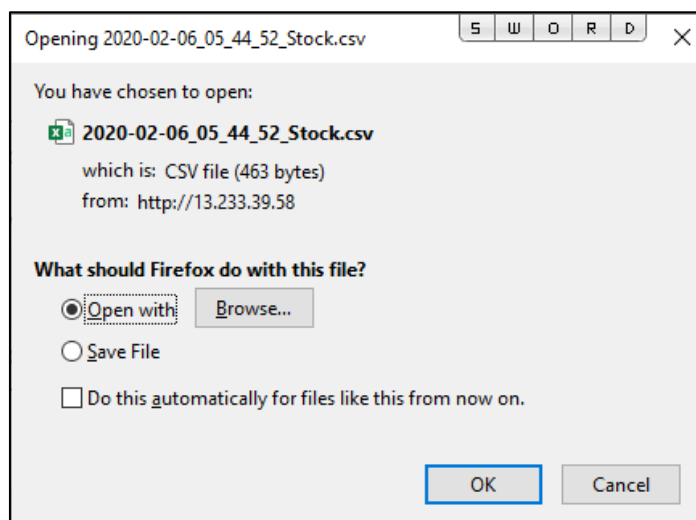 Opening 2020-02-06_05_44_52_Stock.csv
S W O R D
You have chosen to open:
2020-02-06_05_44_52_Stock.csv
which is: CSV file (463 bytes)
from: http://13.233.39.58
What should Firefox do with this file?
Open with Browse...
Save File
Do this automatically for files like this from now on.
OK Cancel